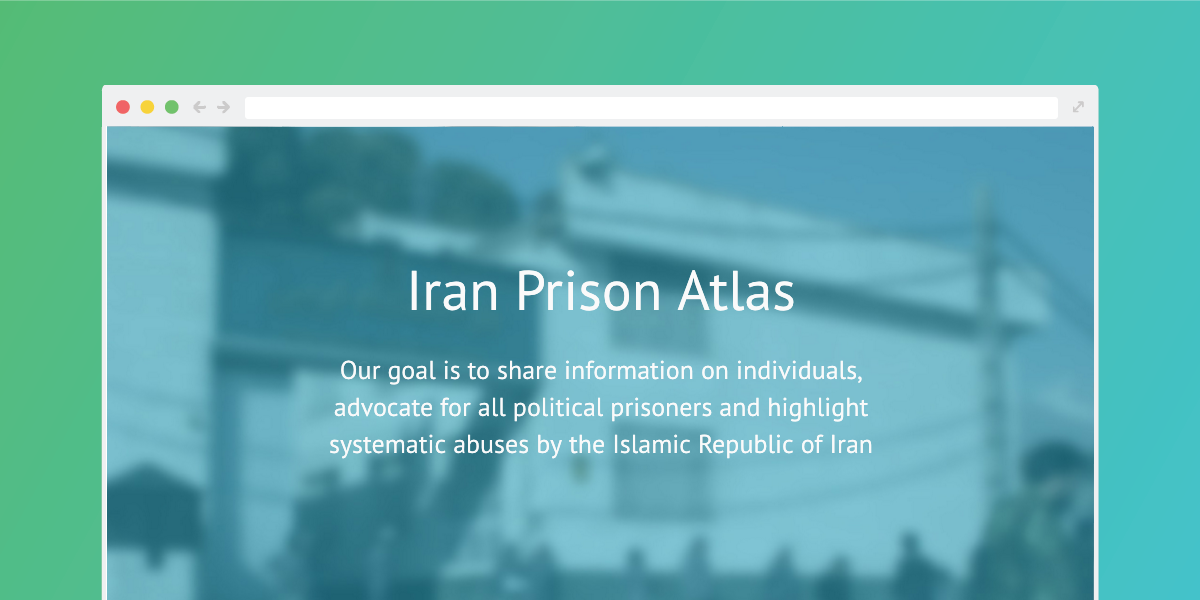 Iran Prison Atlas
Our goal is to share information on individuals,
advocate for all political prisoners and highlight
systematic abuses by the Islamic Republic of Iran